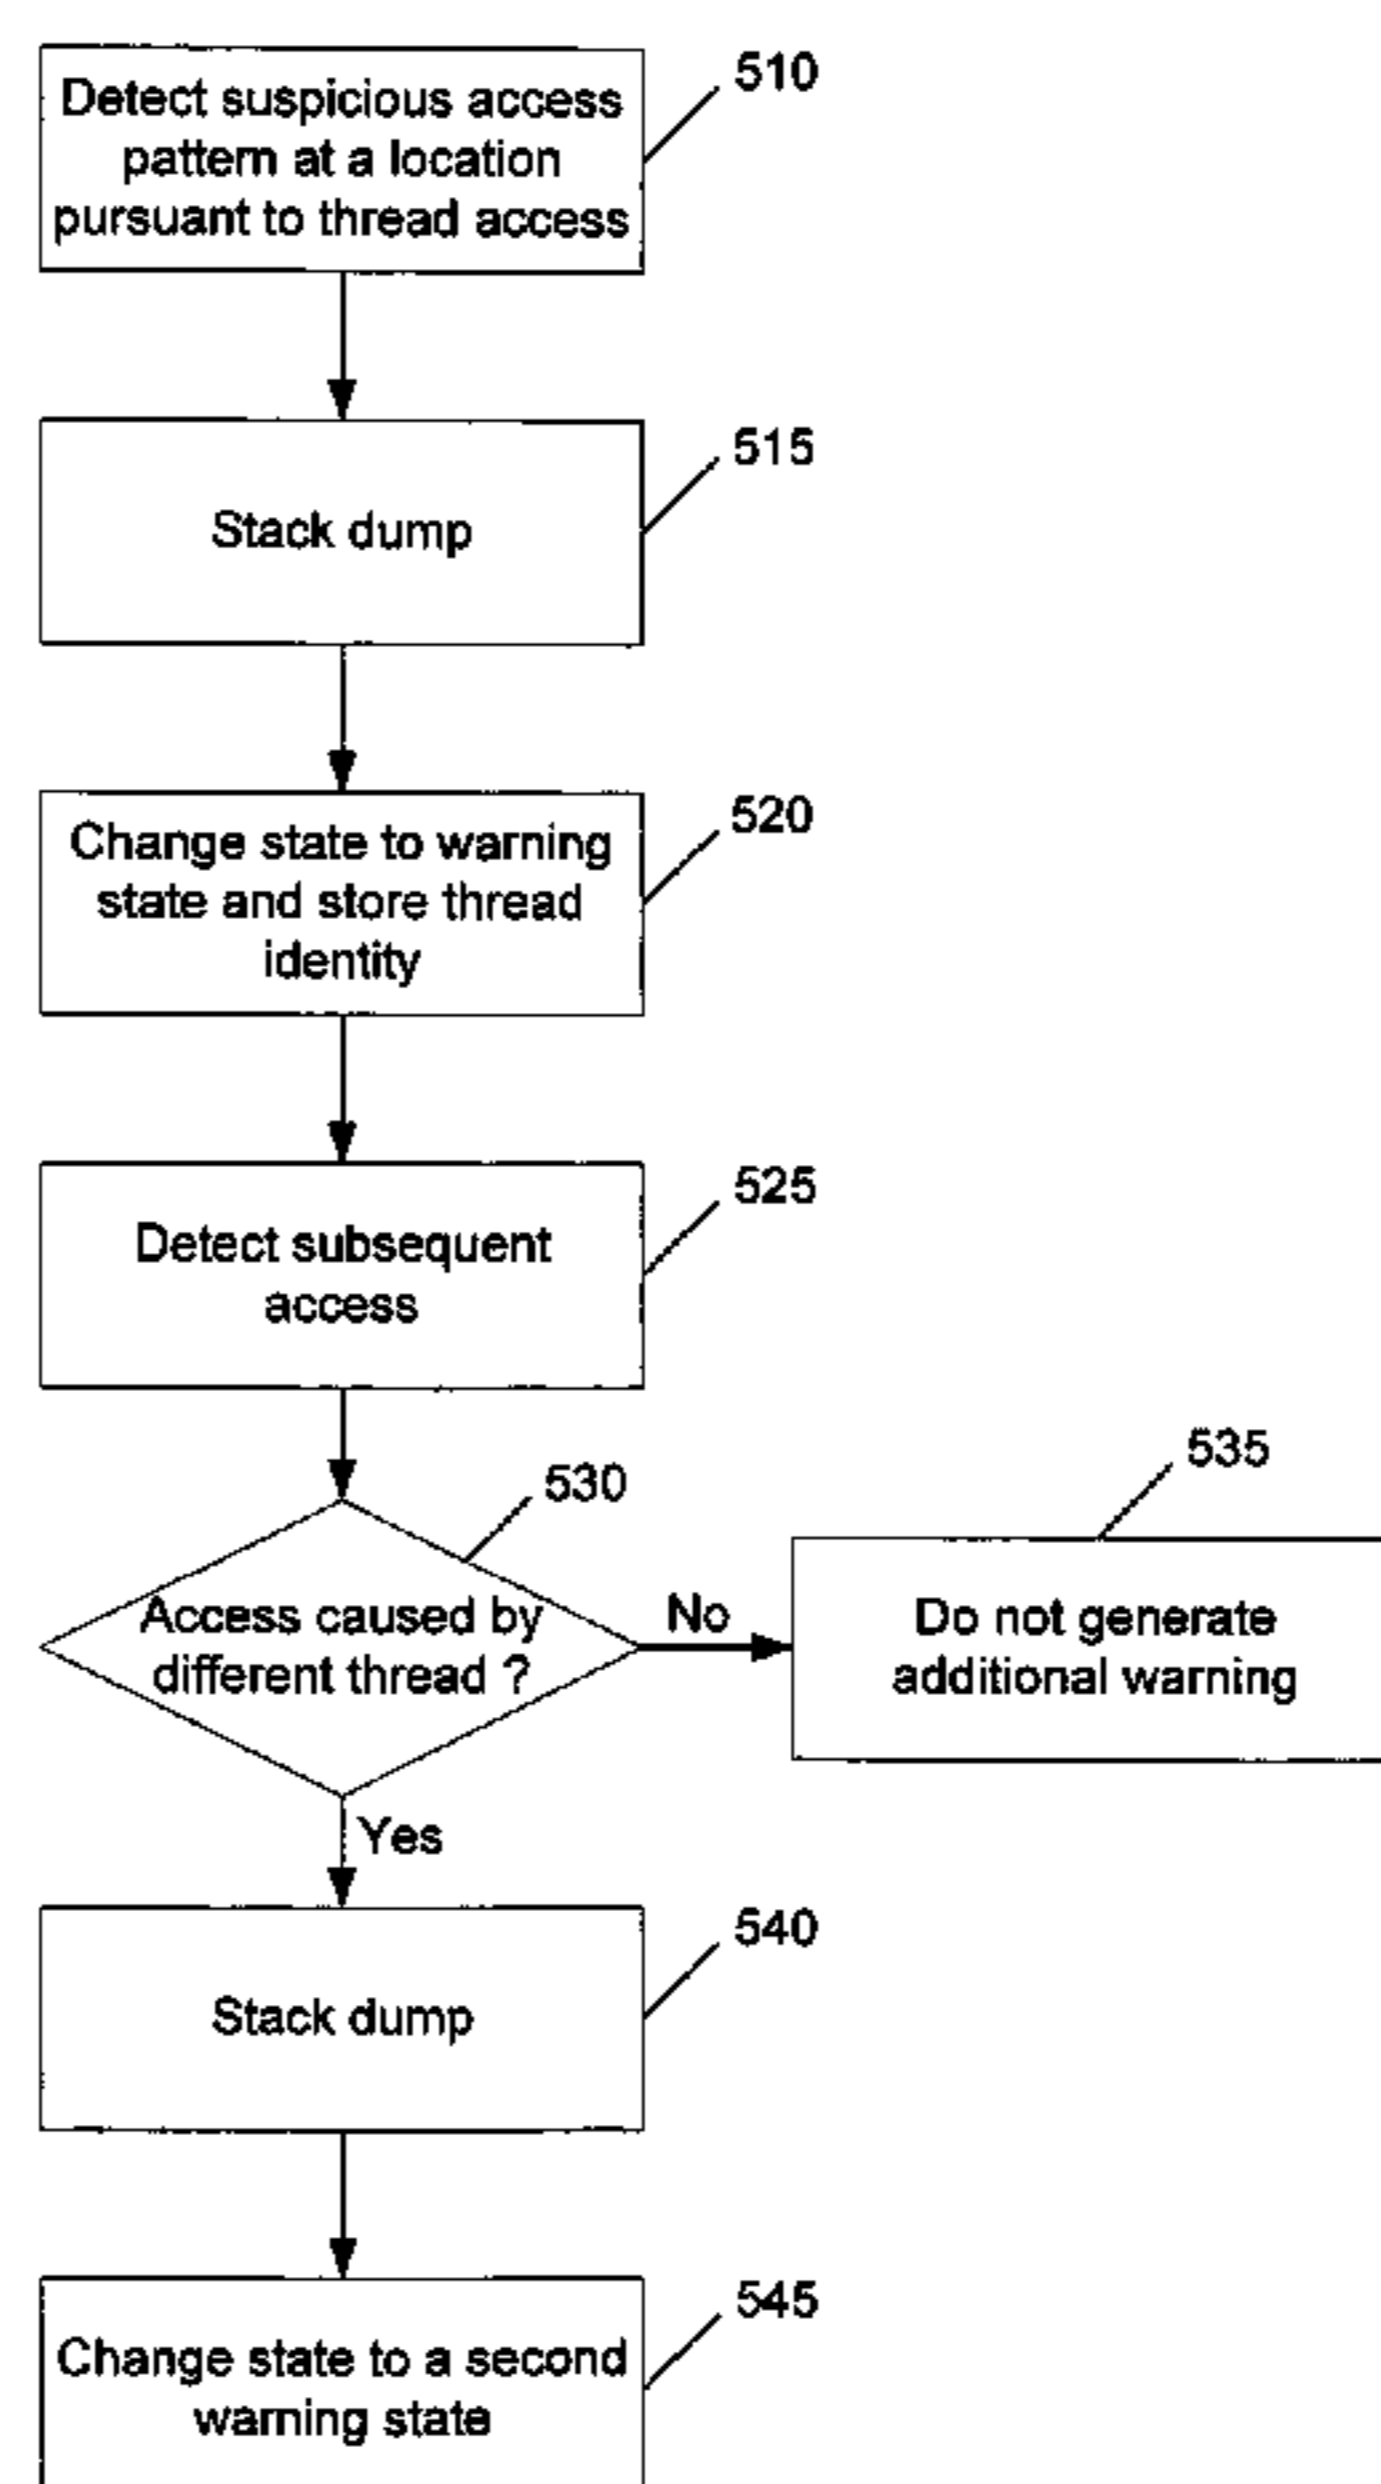 510
Detect suspicious access
pattern at a location
pursuant to thread access
515
Stack dump
520
Change state to warning
state and store thread
identity
525
Detect subsequent
access
530
Access caused by
different thread ?
No
535
Do not generate
additional warning
Yes
540
Stack dump
545
Change state to a second
warning state